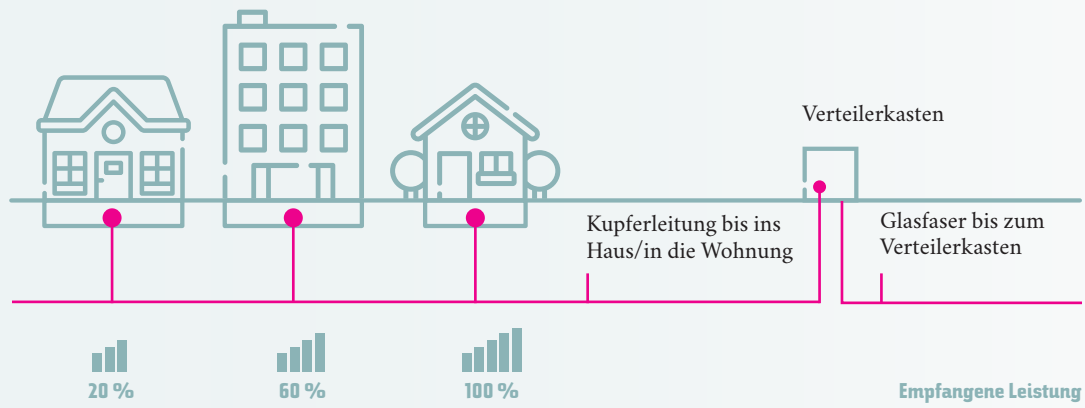 Verteilerkasten
Kupferleitung bis ins
Haus/in die Wohnung
Glasfaser bis zum
Verteilerkasten
20 %
60 %
100 %
Empfangene Leistung